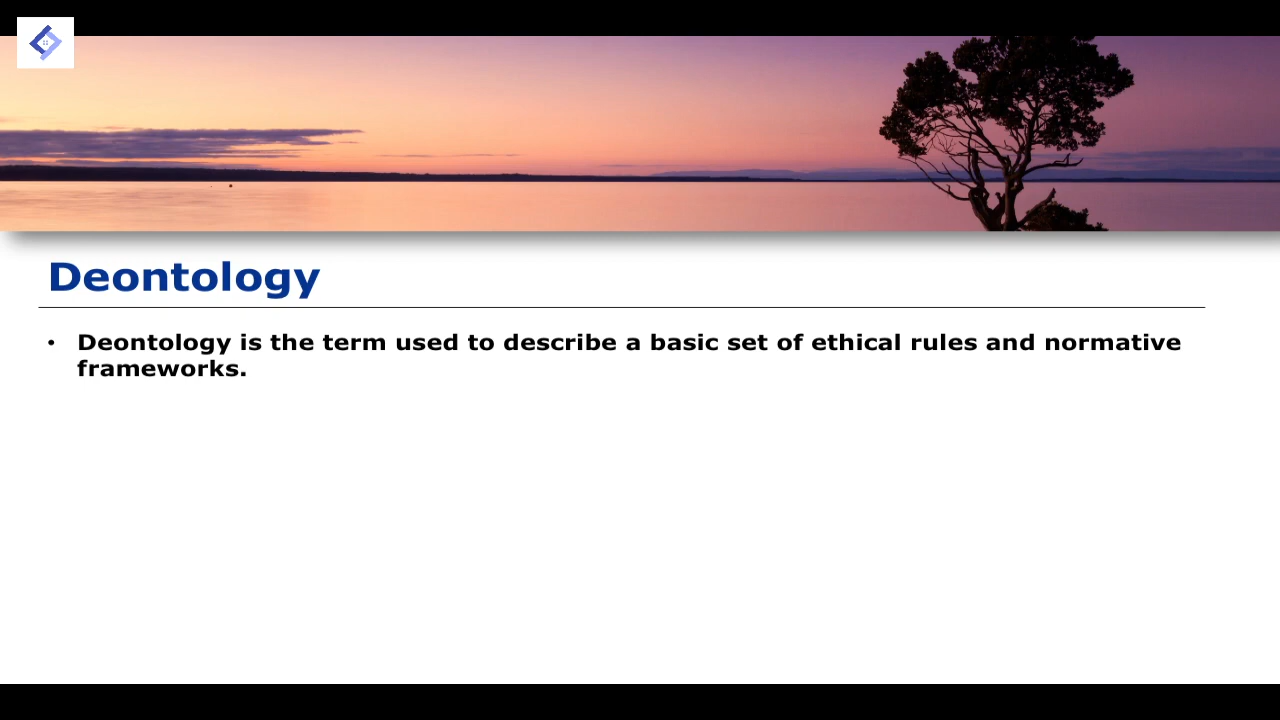 Deontology
• Deontology is the term used to describe a basic set of ethical rules and normative
frameworks.